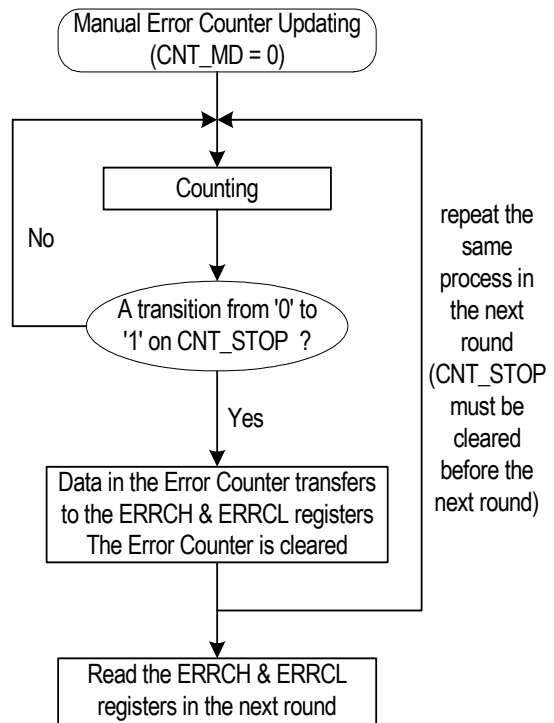 Manual Error Counter Updating
(CNT_MD = 0)
Counting
No
A transition from '0' to
'1' on CNT_STOP ?
Yes
Data in the Error Counter transfers
to the ERRCH & ERRCL registers
The Error Counter is cleared
Read the ERRCH & ERRCL
registers in the next round
repeat the
same
process in
the next
round
(CNT_STOP
must be
cleared
before the
next round)